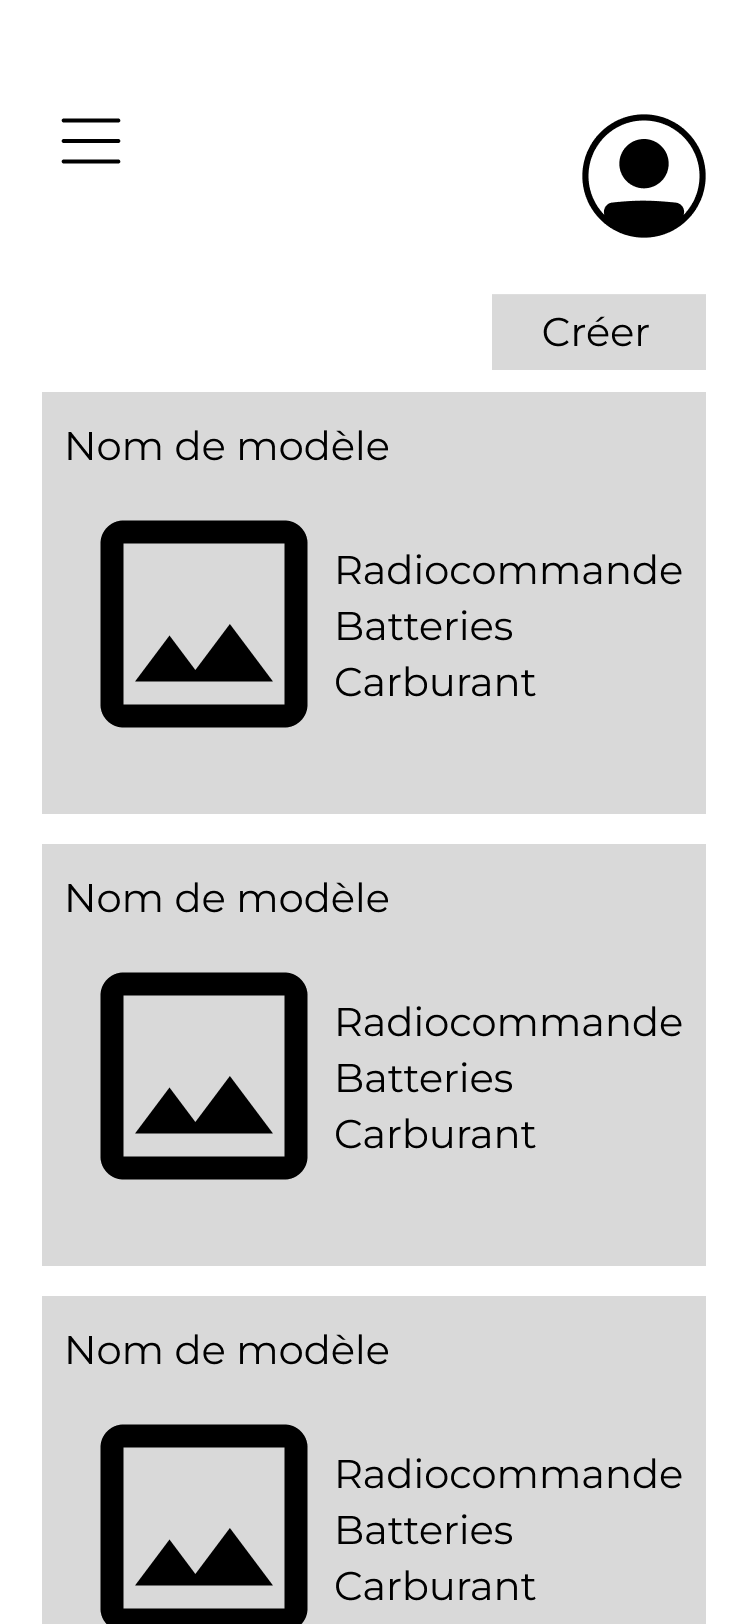 Créer
Nom de modèle
Radiocommande
Batteries
Carburant
Nom de modèle
Radiocommande
Batteries
Carburant
Nom de modèle
Radiocommande
Batteries
Carburant